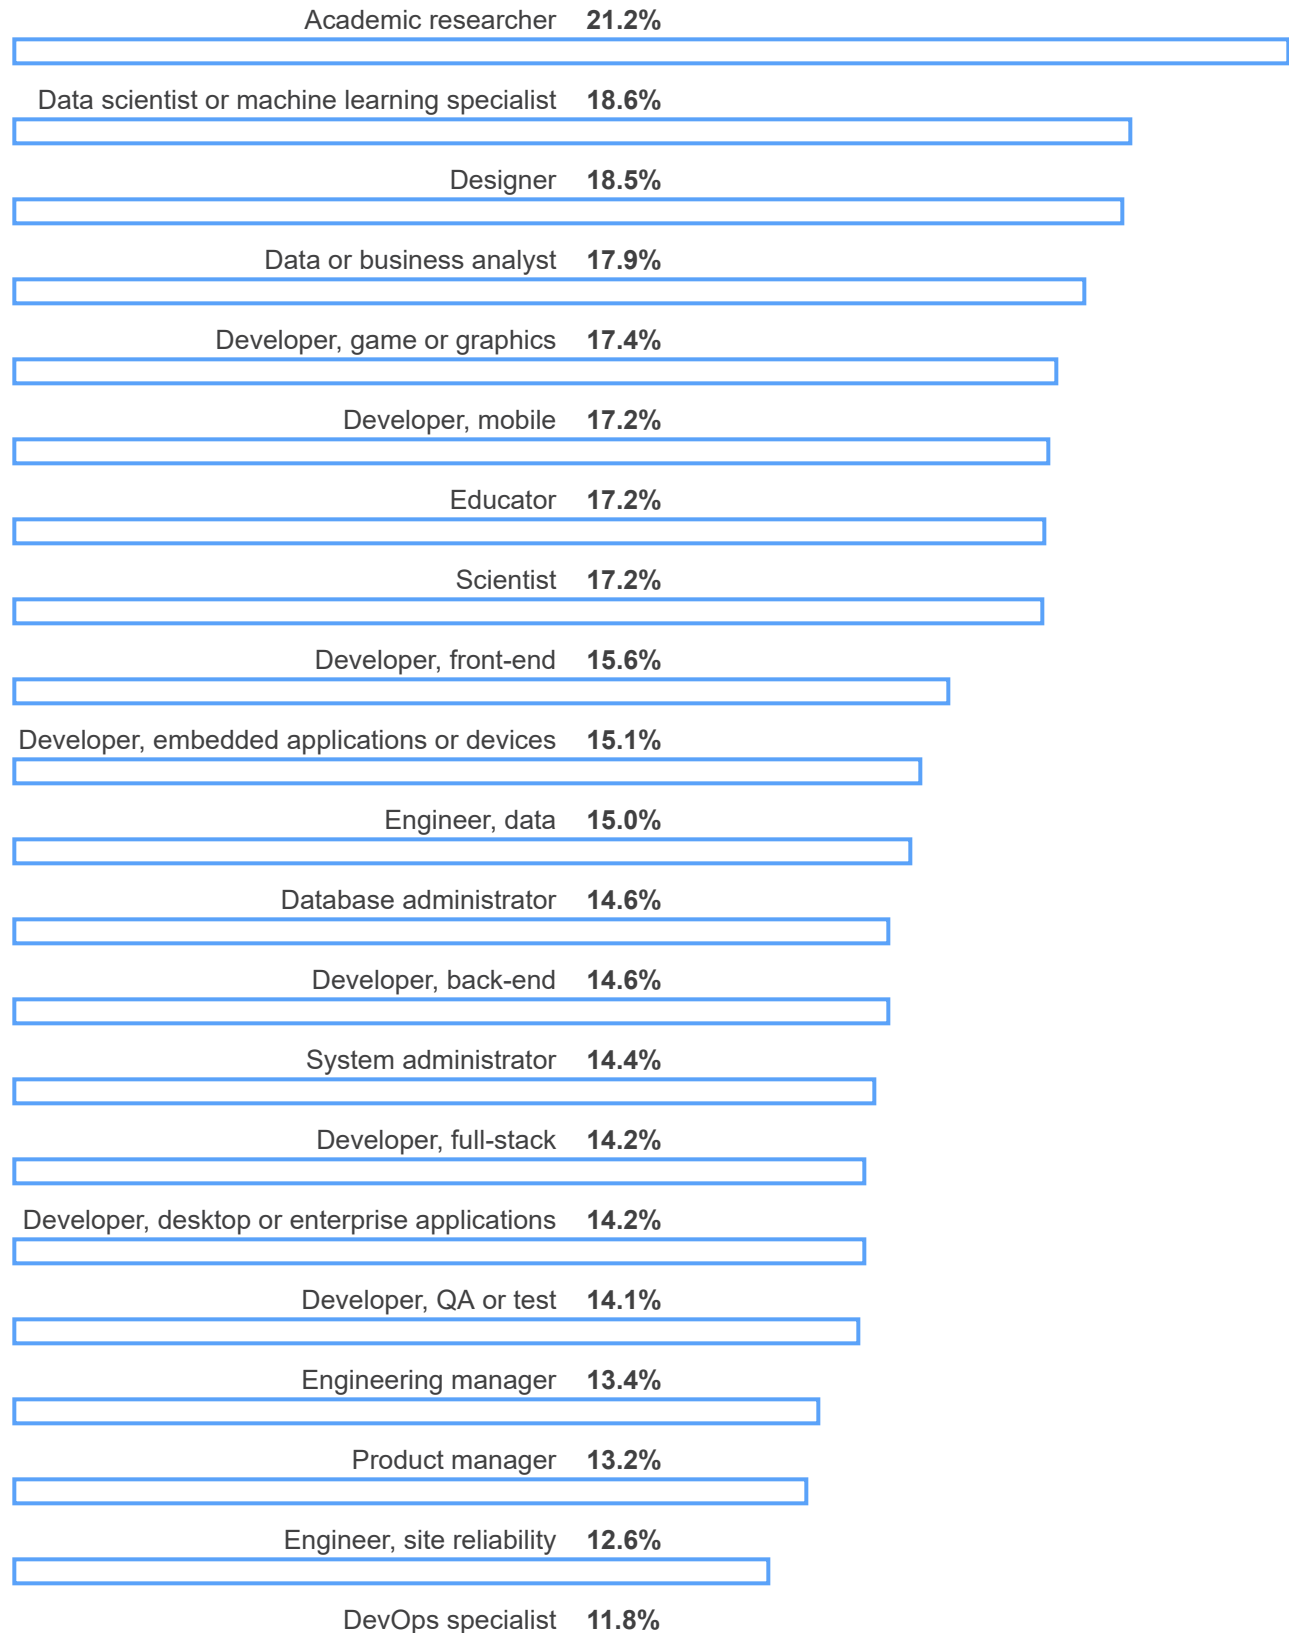 Academic researcher 21.2%
Data scientist or machine learning specialist 18.6%
Designer 18.5%
Data or business analyst 17.9%
Developer, game or graphics 17.4%
Developer, mobile 17.2%
Educator 17.2%
Scientist 17.2%
Developer, front-end 15.6%
Developer, embedded applications or devices 15.1%
Engineer, data 15.0%
Database administrator 14.6%
Developer, back-end 14.6%
System administrator 14.4%
Developer, full-stack 14.2%
Developer, desktop or enterprise applications 14.2%
Developer, QA or test 14.1%
Engineering manager 13.4%
Product manager 13.2%
Engineer, site reliability 12.6%
DevOps specialist 11.8%